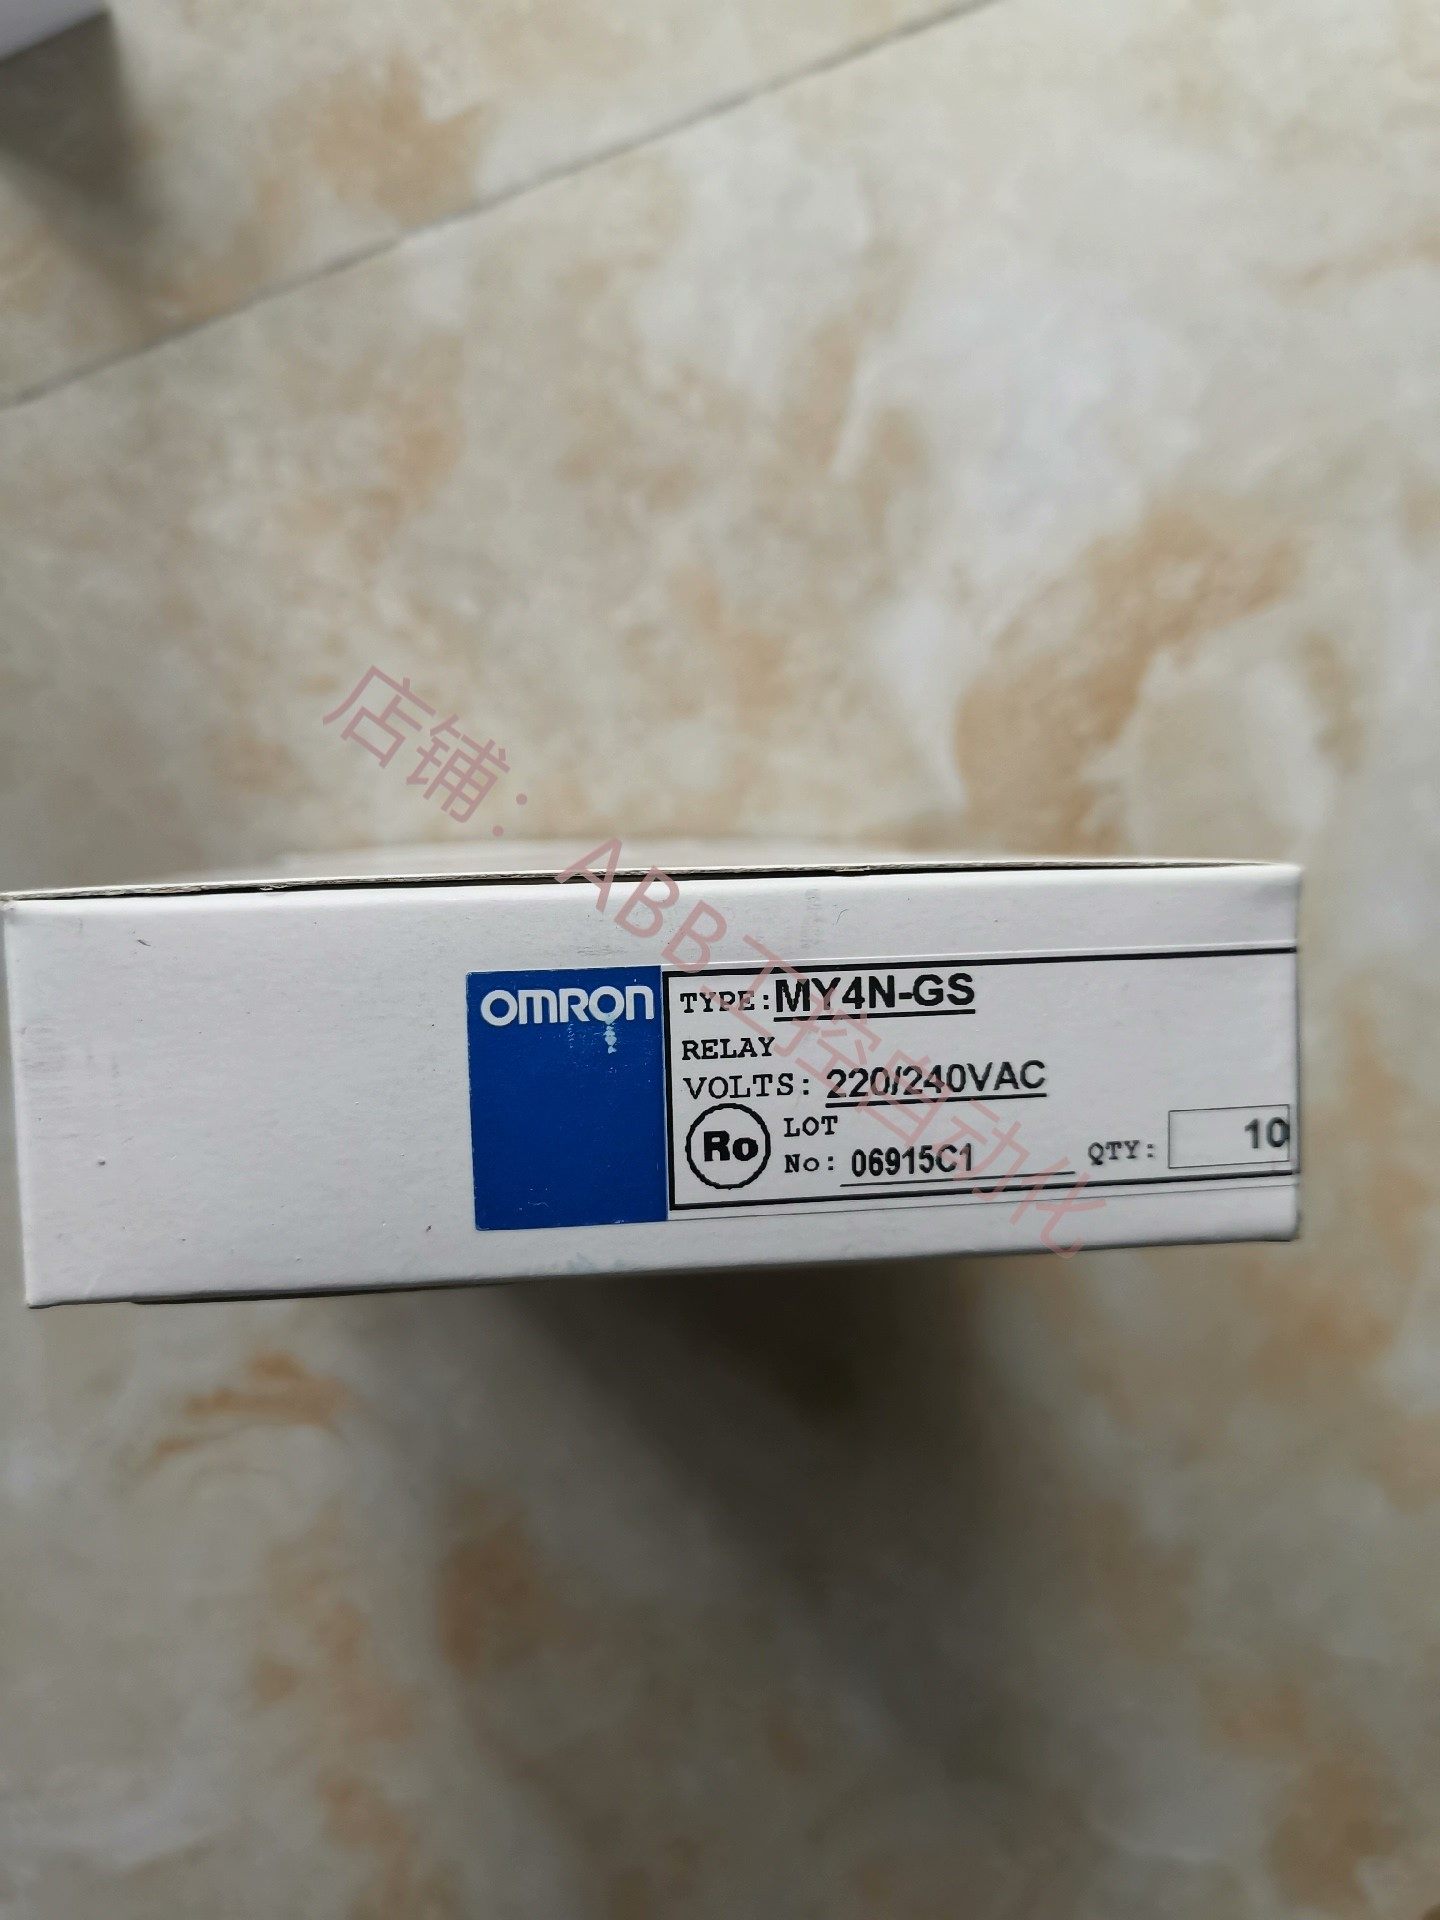 店铺：ABB工控自动化
OMRON
TYPE:MY4N-GS
RELAY
VOLTS: 220/240VAC
Ro
LOT
No: 06915C1
QTY: 10